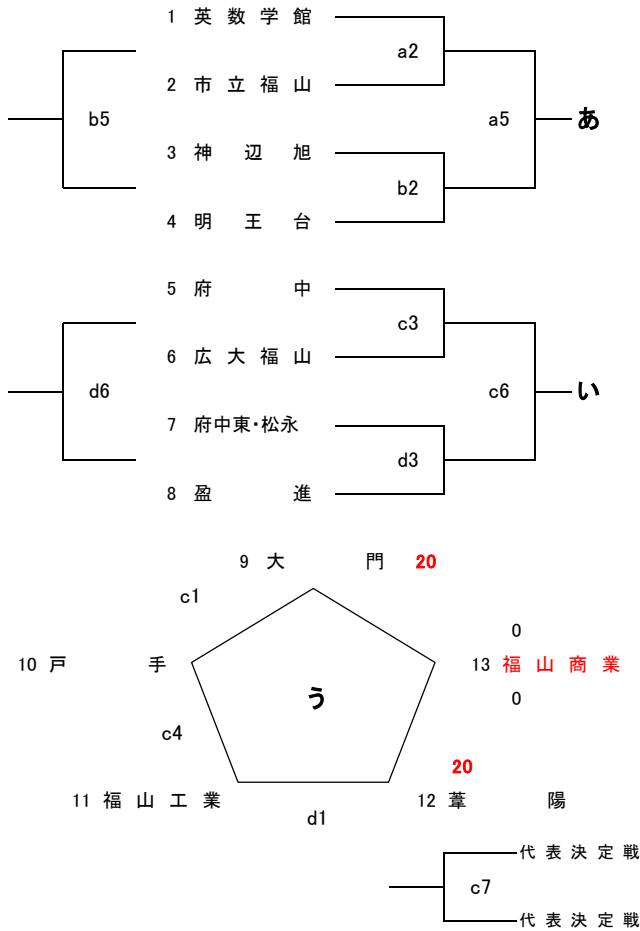 1 英数学館
a2
2 市立福山
b5
a5
あ
3 神辺旭
b2
4 明王台
5 府中
c3
6 広大福山
d6
c6
い
7 府中東・松永
d3
8 盈進
9 大門 20
c1
0
10 戸手
13 福山商業
う
0
c4
20
11 福山工業
12 葦陽
d1
代表決定戦
c7
代表決定戦